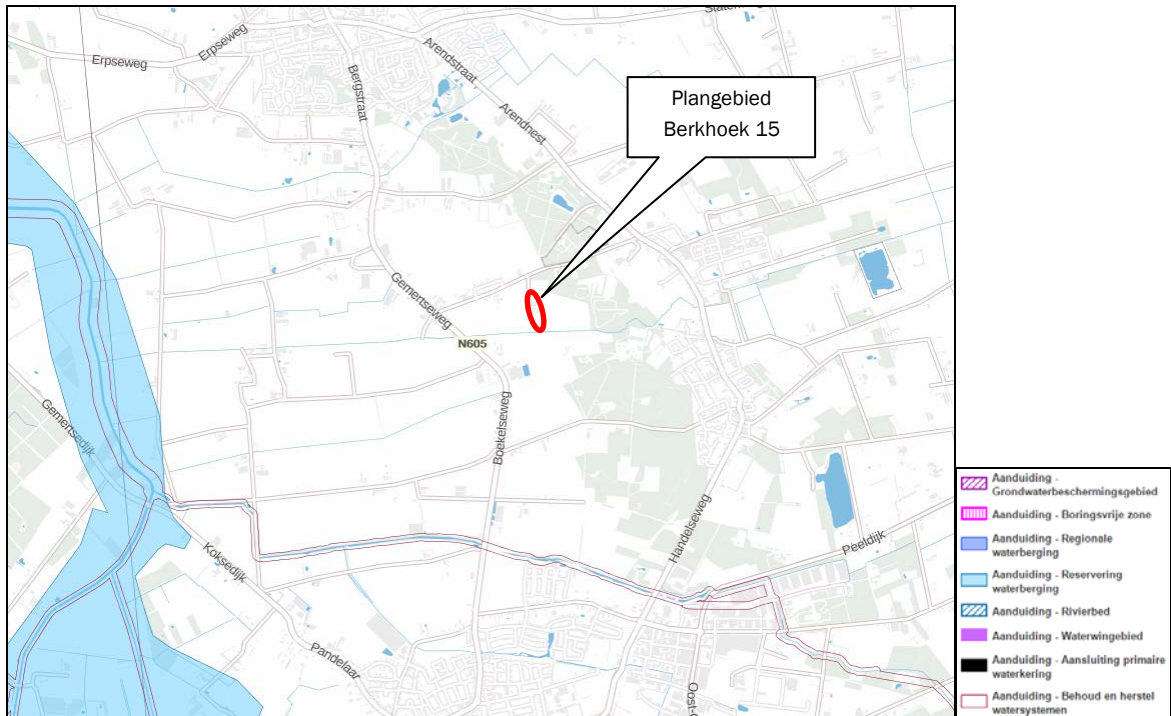 Erpseweg
Erpseweg
Bergstraat
Arendstraat
Arendnest
Plangebied
Berkhoek 15
Gemertseweg
N605
Gemertsedijk
Boekelseweg
Handelseweg
Peeldijk
Koksedijk
Pandelaar
Aanduiding -
Grondwaterbeschermingsgebied
Aanduiding - Boringsvrije zone
Aanduiding - Regionale
waterberging
Aanduiding - Reservering
waterberging
Aanduiding - Rivierbed
Aanduiding - Waterwingebied
Aanduiding - Aansluiting primaire
waterkering
Aanduiding - Behoud en herstel
watersystemen